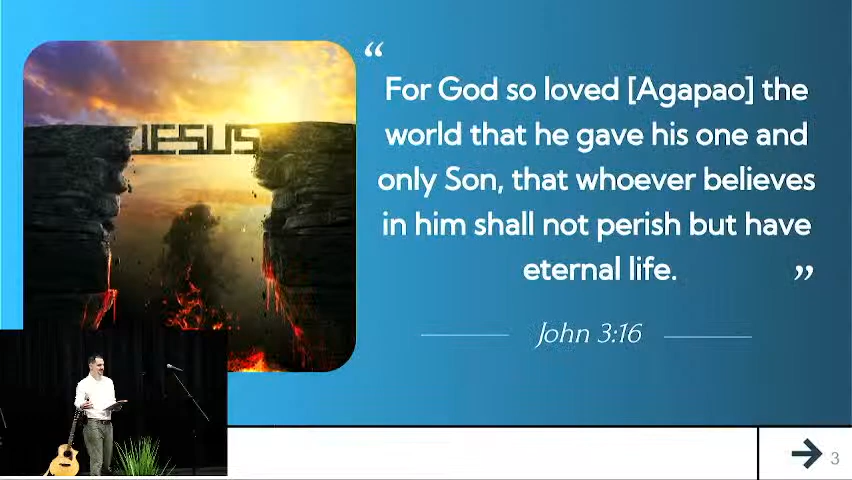 JESUS
“
For God so loved [Agapao] the
world that he gave his one and
only Son, that whoever believes
in him shall not perish but have
eternal life.
”
John 3:16
3